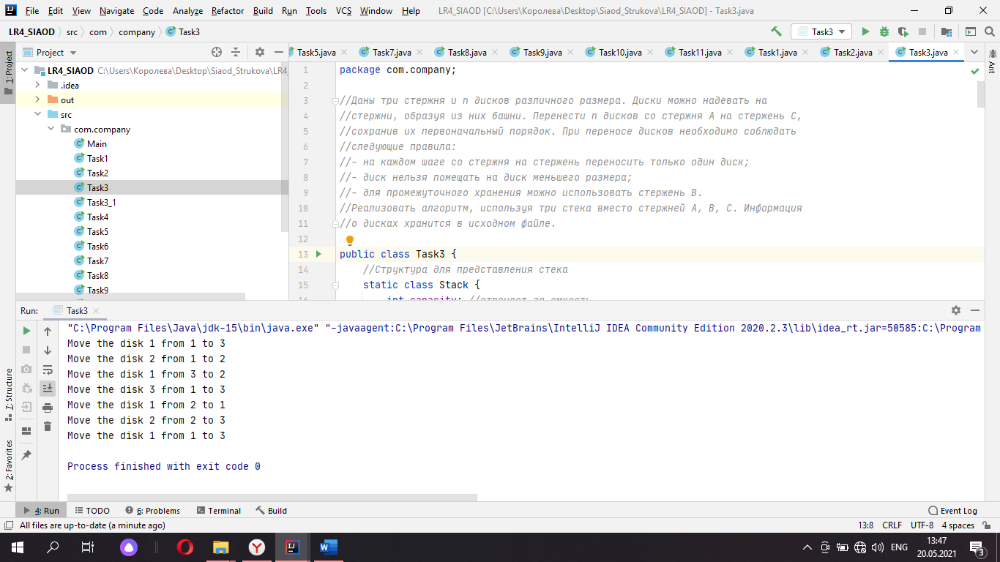 File Edit View Navigate Code Analyze Refactor Build Run Tools VCS Window Help LR4_SIAOD [C:\Users\Королева\Desktop\Siaod_Strukova\LR4_SIAOD] - Task3.java
LR4_SIAOD src com company Task3 Task3
Project Task5.java Task7.java Task8.java Task9.java Task10.java Task11.java Task1.java Task2.java Task3.java
1: Project
Ant
LR4_SIAOD C:\Users\Королева\Desktop\Siaod_Strukova\LR4_
.idea
out
src
com.company
Main
Task1
Task2
Task3
Task3_1
Task4
Task5
Task6
Task7
Task8
Task9
1 package com.company;
2
3 //Даны три стержня и n дисков различного размера. Диски можно надевать на
4 //стержни, образуя из них башни. Перенести n дисков со стержня А на стержень С,
5 //сохранив их первоначальный порядок. При переносе дисков необходимо соблюдать
6 //следующие правила:
7 //- на каждом шаге со стержня на стержень переносить только один диск;
8 //- диск нельзя помещать на диск меньшего размера;
9 //- для промежуточного хранения можно использовать стержень В.
10 //Реализовать алгоритм, используя три стека вместо стержней А, В, С. Информация
11 //о дисках хранится в исходном файле.
12
13 public class Task3 {
14 //Структура для представления стека
15 static class Stack {
16 int capacity; //отвечает за емкость
Run: Task3
"C:\Program Files\Java\jdk-15\bin\java.exe" "-javaagent:C:\Program Files\JetBrains\IntelliJ IDEA Community Edition 2020.2.3\lib\idea_rt.jar=50585:C:\Program
Move the disk 1 from 1 to 3
Move the disk 2 from 1 to 2
Move the disk 1 from 3 to 2
Move the disk 3 from 1 to 3
Move the disk 1 from 2 to 1
Move the disk 2 from 2 to 3
Move the disk 1 from 1 to 3
Process finished with exit code 0
7: Structure
2: Favorites
4: Run TODO 6: Problems Terminal Build Event Log
All files are up-to-date (a minute ago) 13:8 CRLF UTF-8 4 spaces
ENG 13:47
20.05.2021 3